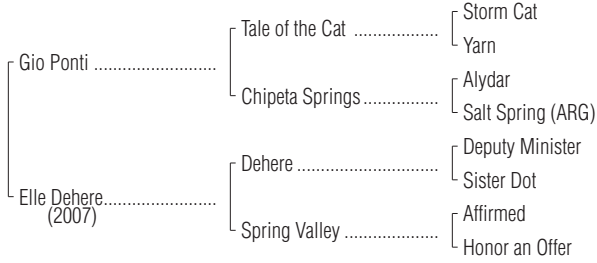 Storm Cat
Tale of the Cat ..................
Yarn
Gio Ponti ..........................
Alydar
Chipeta Springs ................
Salt Spring (ARG)
Deputy Minister
Dehere ..............................
Sister Dot
Elle Dehere........................
(2007)
Affirmed
Spring Valley ....................
Honor an Offer